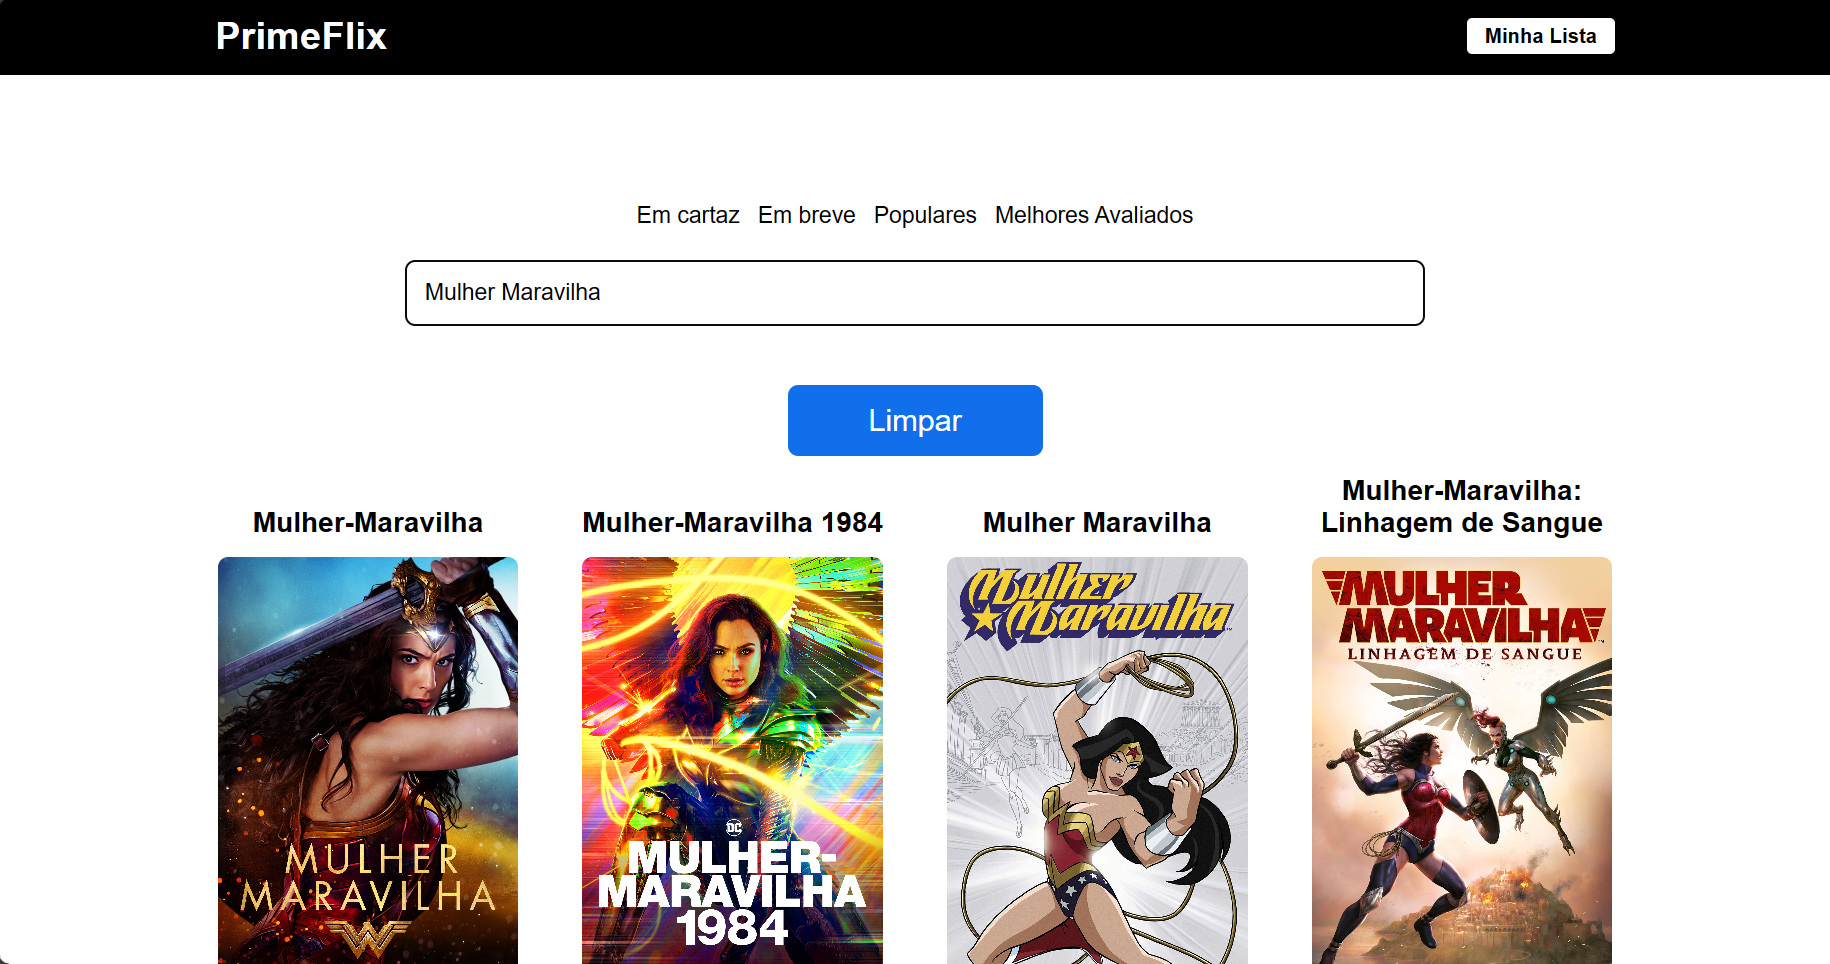 PrimeFlix
Minha Lista
Em cartaz Em breve Populares Melhores Avaliados
Mulher Maravilha
Limpar
Mulher-Maravilha
Mulher-Maravilha 1984
Mulher Maravilha
Mulher-Maravilha:
Linhagem de Sangue
MULHER
MARAVILHA
DC
MULHER-
MARAVILHA
1984
Mulher
Maravilha
MULHER
MARAVILHA
LINHAGEM DE SANGUE